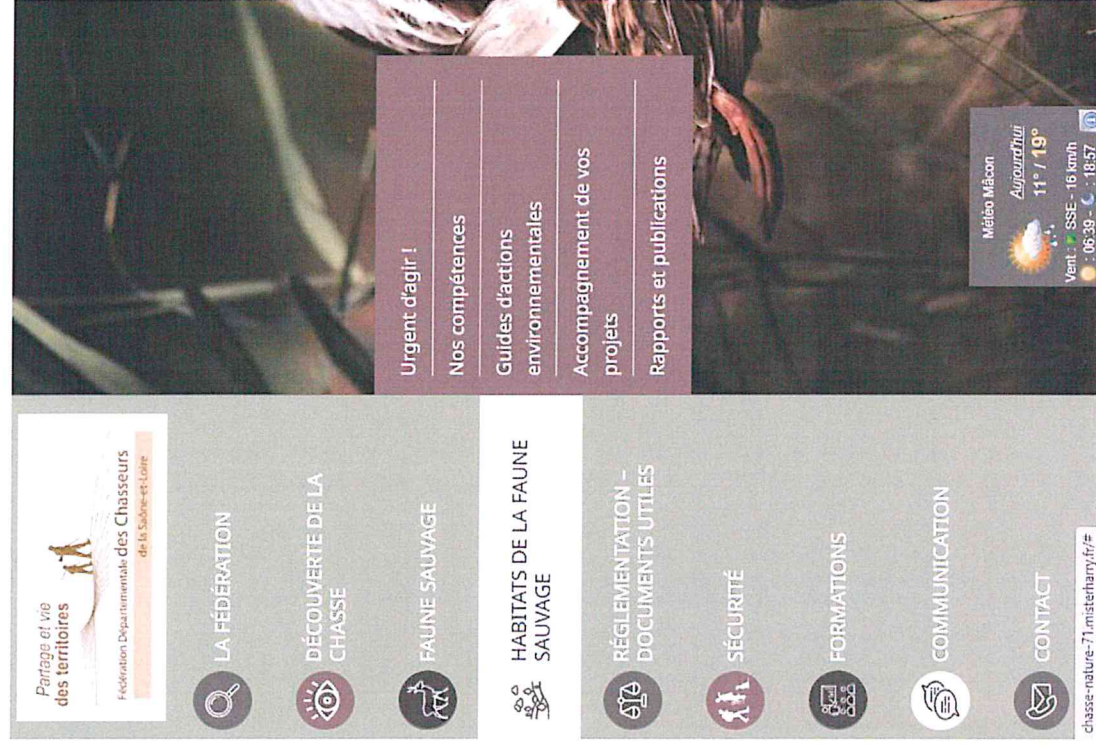 Partage et vie
des territoires
Fédération Départementale des Chasseurs
de la Saône-et-Loire
LA FÉDÉRATION
DÉCOUVERTE DE LA
CHASSE
FAUNE SAUVAGE
HABITATS DE LA FAUNE
SAUVAGE
RÉGLEMENTATION –
DOCUMENTS UTILES
SÉCURITÉ
FORMATIONS
COMMUNICATION
CONTACT
chasse-nature-71.misterharry.fr/#
Urgent d'agir !
Nos compétences
Guides d'actions
environnementales
Accompagnement de vos
projets
Rapports et publications
Météo Mâcon
Aujourd'hui
11° / 19°
Vent : SSE - 16 km/h
: 06:39 - : 18:57